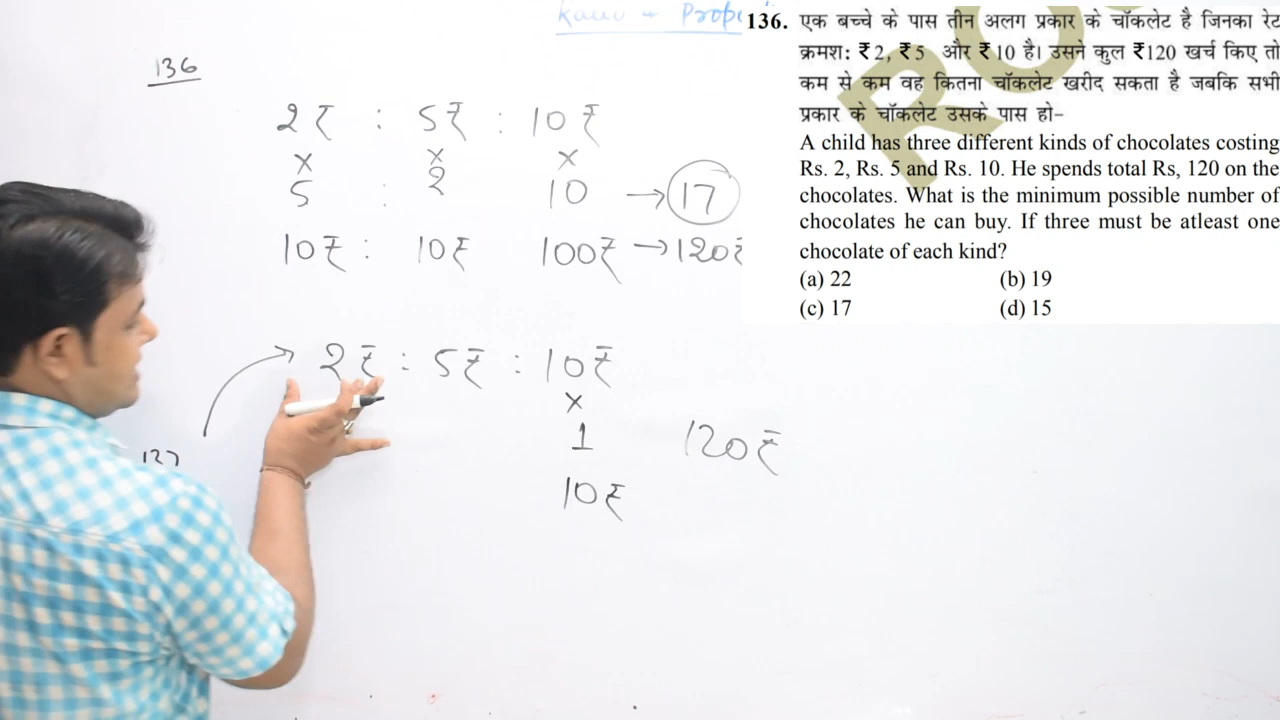 136
2₹ : 5₹ : 10₹
× × ×
5 : 2 10 → 17
10₹ : 10₹ 100₹ → 120₹
2₹ : 5₹ : 10₹
×
1 120₹
10₹
137
136. एक बच्चे के पास तीन अलग प्रकार के चॉकलेट है जिनका रेट
क्रमश: ₹2, ₹5 और ₹10 है। उसने कुल ₹120 खर्च किए तो
कम से कम वह कितना चॉकलेट खरीद सकता है जबकि सभी
प्रकार के चॉकलेट उसके पास हो–
A child has three different kinds of chocolates costing
Rs. 2, Rs. 5 and Rs. 10. He spends total Rs, 120 on the
chocolates. What is the minimum possible number of
chocolates he can buy. If three must be atleast one
chocolate of each kind?
(a) 22 (b) 19
(c) 17 (d) 15